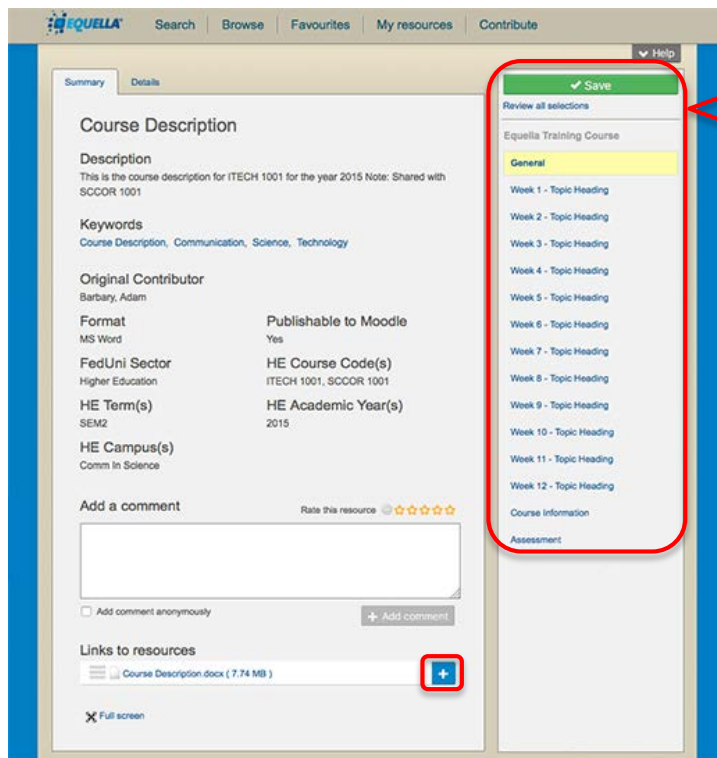 EQUELLA Search Browse Favourites My resources Contribute
Help
Summary Details
Course Description
Description
This is the course description for ITECH 1001 for the year 2015 Note: Shared with
SCCOR 1001
Keywords
Course Description, Communication, Science, Technology
Original Contributor
Barbary, Adam
Format Publishable to Moodle
MS Word Yes
FedUni Sector HE Course Code(s)
Higher Education ITECH 1001, SCCOR 1001
HE Term(s) HE Academic Year(s)
SEM2 2015
HE Campus(s)
Comm In Science
Add a comment Rate this resource
Add comment anonymously + Add comment
Links to resources
Course Description.docx ( 7.74 MB ) +
Full screen
Save
Review all selections
Equella Training Course
General
Week 1 - Topic Heading
Week 2 - Topic Heading
Week 3 - Topic Heading
Week 4 - Topic Heading
Week 5 - Topic Heading
Week 6 - Topic Heading
Week 7 - Topic Heading
Week 8 - Topic Heading
Week 9 - Topic Heading
Week 10 - Topic Heading
Week 11 - Topic Heading
Week 12 - Topic Heading
Course Information
Assessment